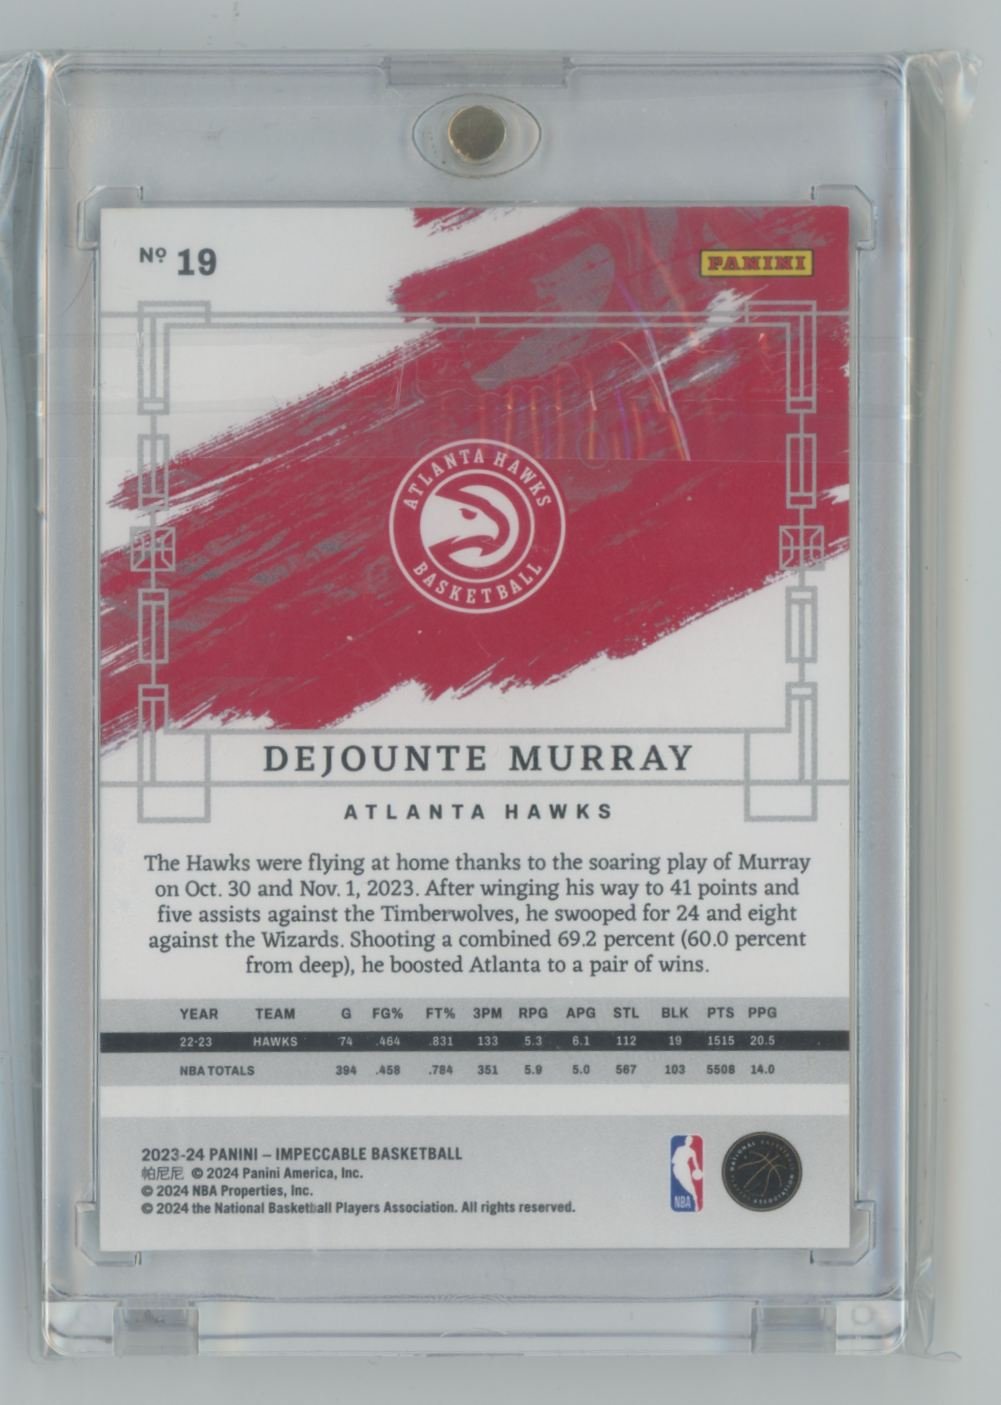 Nº 19
PANINI
ATLANTA HAWKS
BASKETBALL
DEJOUNTE MURRAY
ATLANTA HAWKS
The Hawks were flying at home thanks to the soaring play of Murray
on Oct. 30 and Nov. 1, 2023. After winging his way to 41 points and
five assists against the Timberwolves, he swooped for 24 and eight
against the Wizards. Shooting a combined 69.2 percent (60.0 percent
from deep), he boosted Atlanta to a pair of wins.
YEAR TEAM G FG% FT% 3PM RPG APG STL BLK PTS PPG
22-23 HAWKS 74 .464 .831 133 5.3 6.1 112 19 1515 20.5
NBA TOTALS 394 .458 .784 351 5.9 5.0 567 103 5508 14.0
2023-24 PANINI – IMPECCABLE BASKETBALL
帕尼尼 © 2024 Panini America, Inc.
© 2024 NBA Properties, Inc.
© 2024 the National Basketball Players Association. All rights reserved.
NBA
NATIONAL BASKETBALL
PLAYERS ASSOCIATION